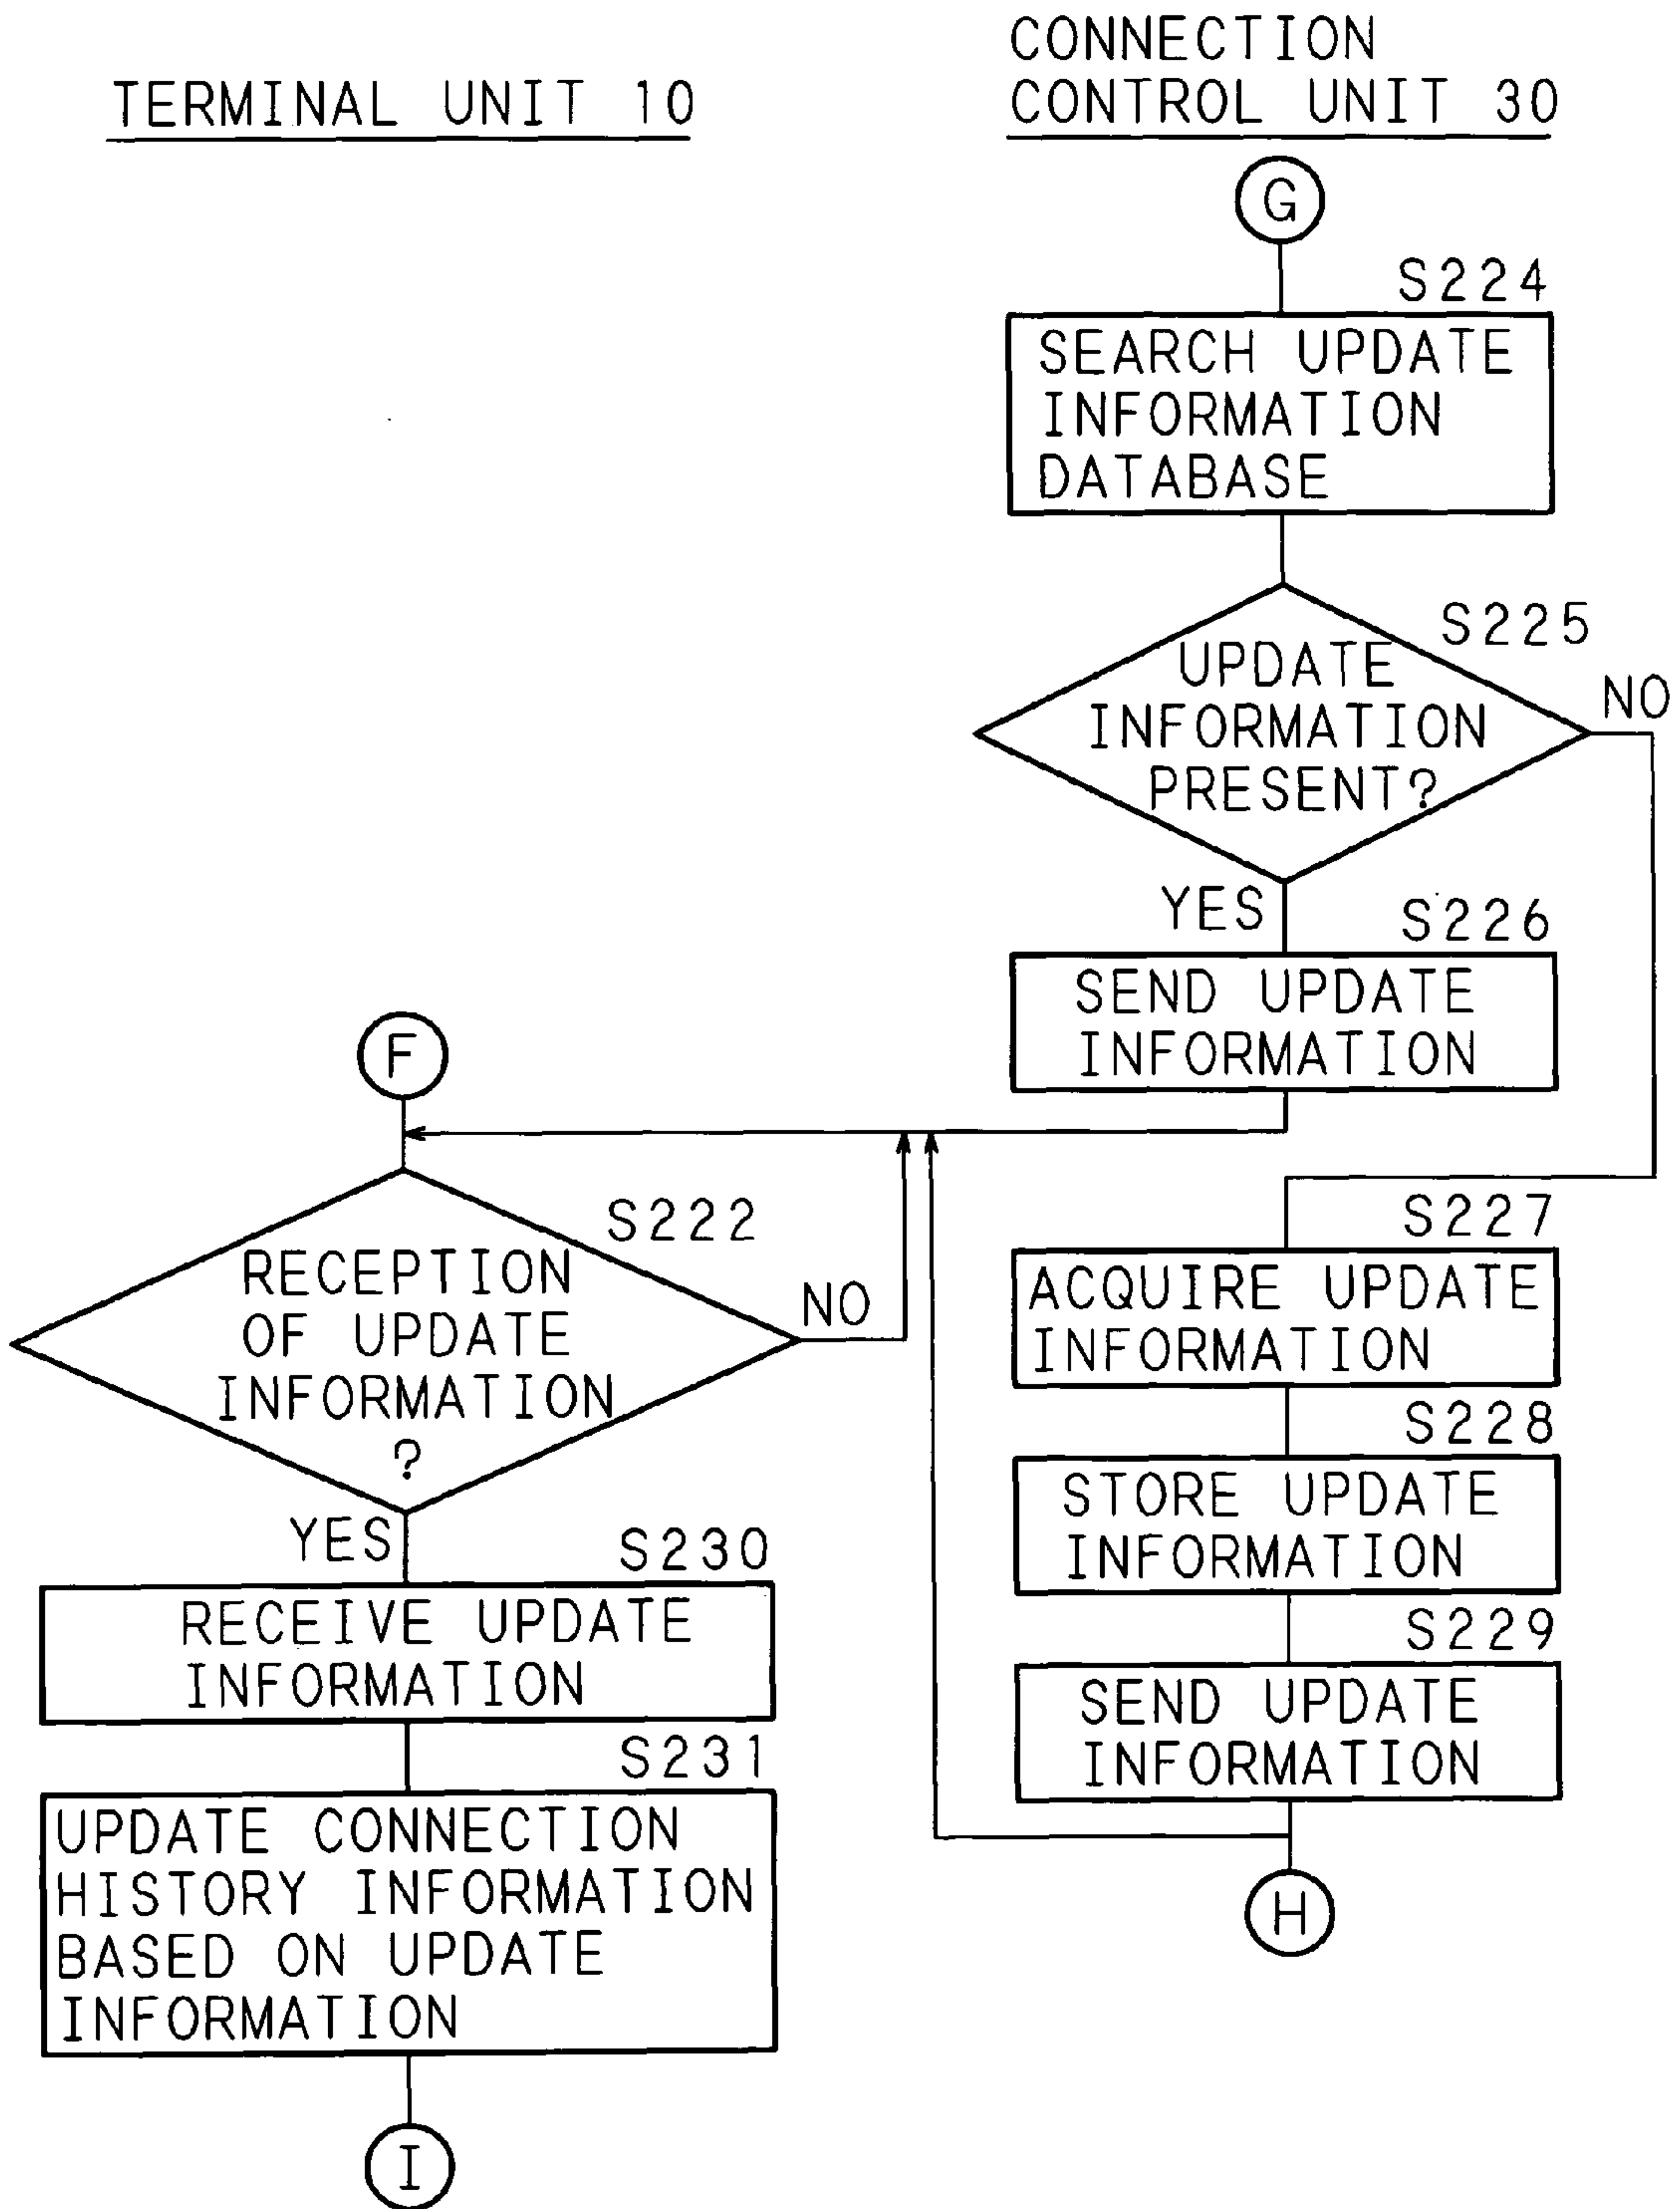 TERMINAL UNIT 10
CONNECTION
CONTROL UNIT 30
G
S224
SEARCH UPDATE
INFORMATION
DATABASE
S225
UPDATE
INFORMATION
PRESENT?
NO
YES
S226
SEND UPDATE
INFORMATION
F
S222
RECEPTION
OF UPDATE
INFORMATION
?
NO
YES
S227
ACQUIRE UPDATE
INFORMATION
S228
STORE UPDATE
INFORMATION
S229
SEND UPDATE
INFORMATION
H
S230
RECEIVE UPDATE
INFORMATION
S231
UPDATE CONNECTION
HISTORY INFORMATION
BASED ON UPDATE
INFORMATION
I